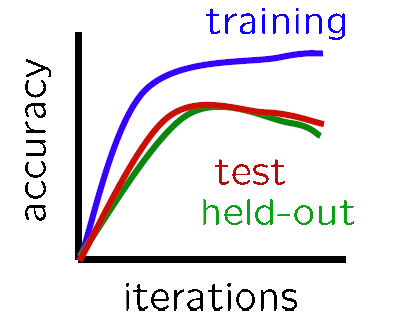 training
accuracy
test
held-out
iterations